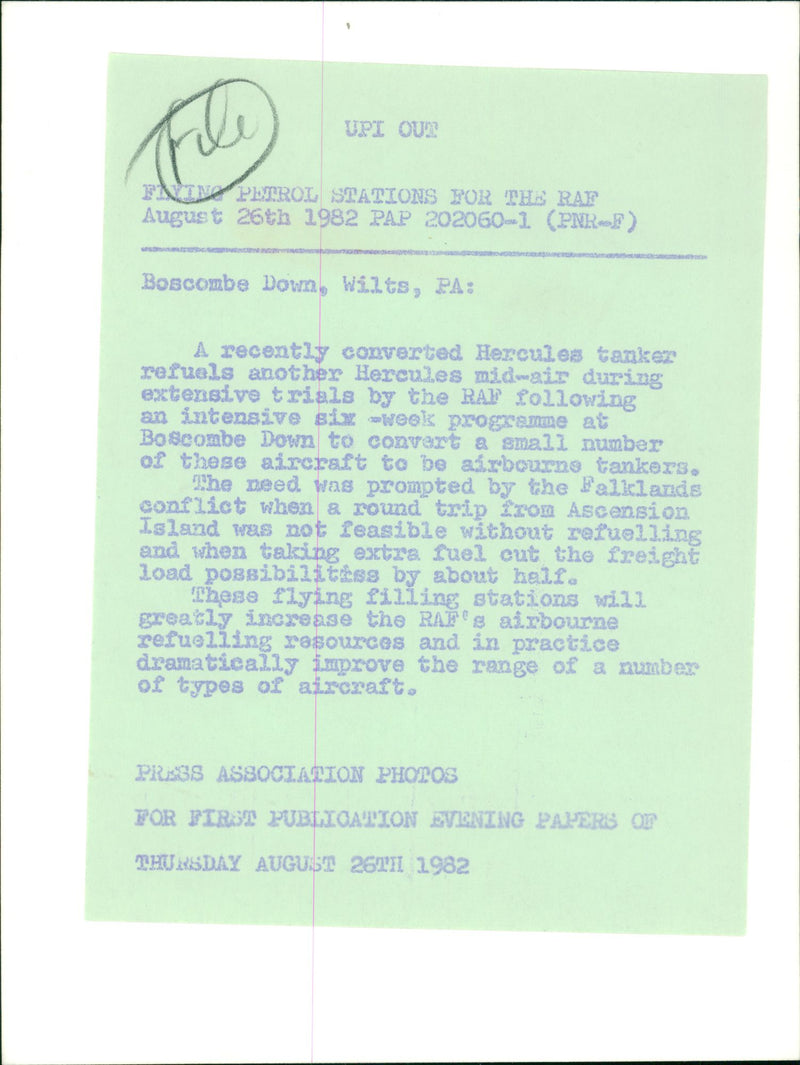 File
UPI OUT
FLYING PETROL STATIONS FOR THE RAF
August 26th 1982 PAP 202060-1 (PNR-F)
Boscombe Down, Wilts, PA:
A recently converted Hercules tanker
refuels another Hercules mid-air during
extensive trials by the RAF following
an intensive six -week programme at
Boscombe Down to convert a small number
of these aircraft to be airbourne tankers.
The need was prompted by the Falklands
conflict when a round trip from Ascension
Island was not feasible without refuelling
and when taking extra fuel cut the freight
load possibilities by about half.
These flying filling stations will
greatly increase the RAF's airbourne
refuelling resources and in practice
dramatically improve the range of a number
of types of aircraft.
PRESS ASSOCIATION PHOTOS
FOR FIRST PUBLICATION EVENING PAPERS OF
THURSDAY AUGUST 26TH 1982